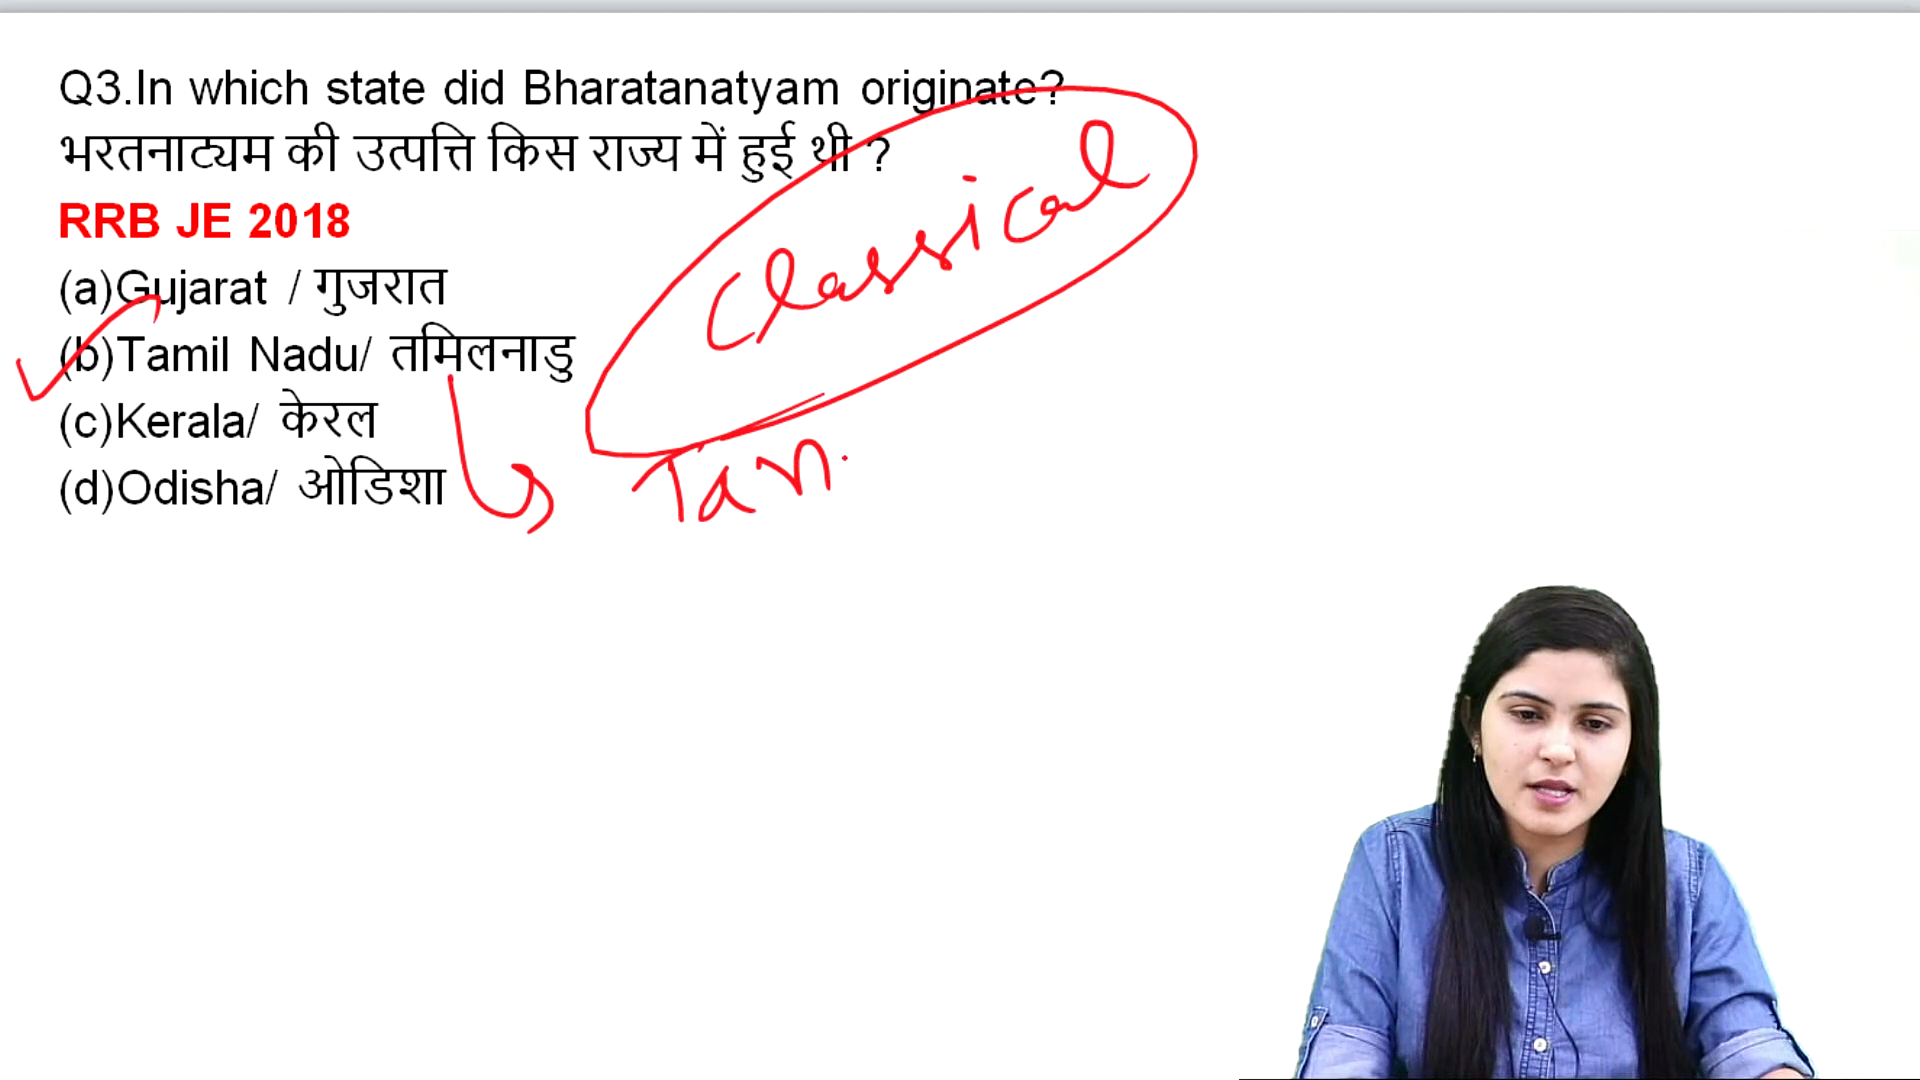 Q3.In which state did Bharatanatyam originate?
भरतनाट्यम की उत्पत्ति किस राज्य में हुई थी ?
RRB JE 2018
(a)Gujarat / गुजरात
(b)Tamil Nadu/ तमिलनाडु
(c)Kerala/ केरल
(d)Odisha/ ओडिशा
Classical
Tan